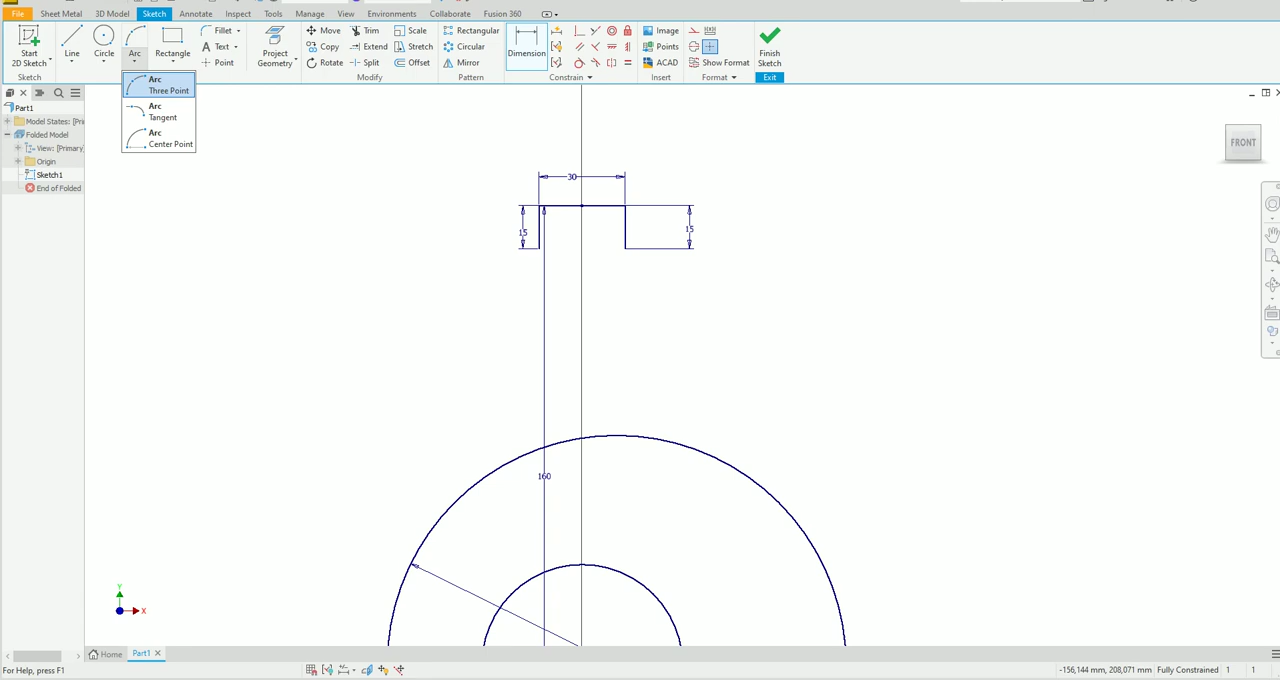 File Sheet Metal 3D Model Sketch Annotate Inspect Tools Manage View Environments Collaborate Fusion 360
Start
2D Sketch
Line
Circle
Arc
Rectangle
Fillet
Text
Point
Project
Geometry
Move
Copy
Rotate
Trim
Extend
Split
Scale
Stretch
Offset
Rectangular
Circular
Mirror
Dimension
Image
Points
ACAD
Show Format
Finish
Sketch
Sketch
Modify
Pattern
Constrain
Insert
Format
Exit
Arc
Three Point
Arc
Tangent
Arc
Center Point
Part1
Model States: [Pri
Folded Model
View: [Primary]
Origin
Sketch1
End of Folded
FRONT
30
15
15
160
Y
X
Home
Part1
For Help, press F1
-156,144 mm, 208,071 mm Fully Constrained 1 1